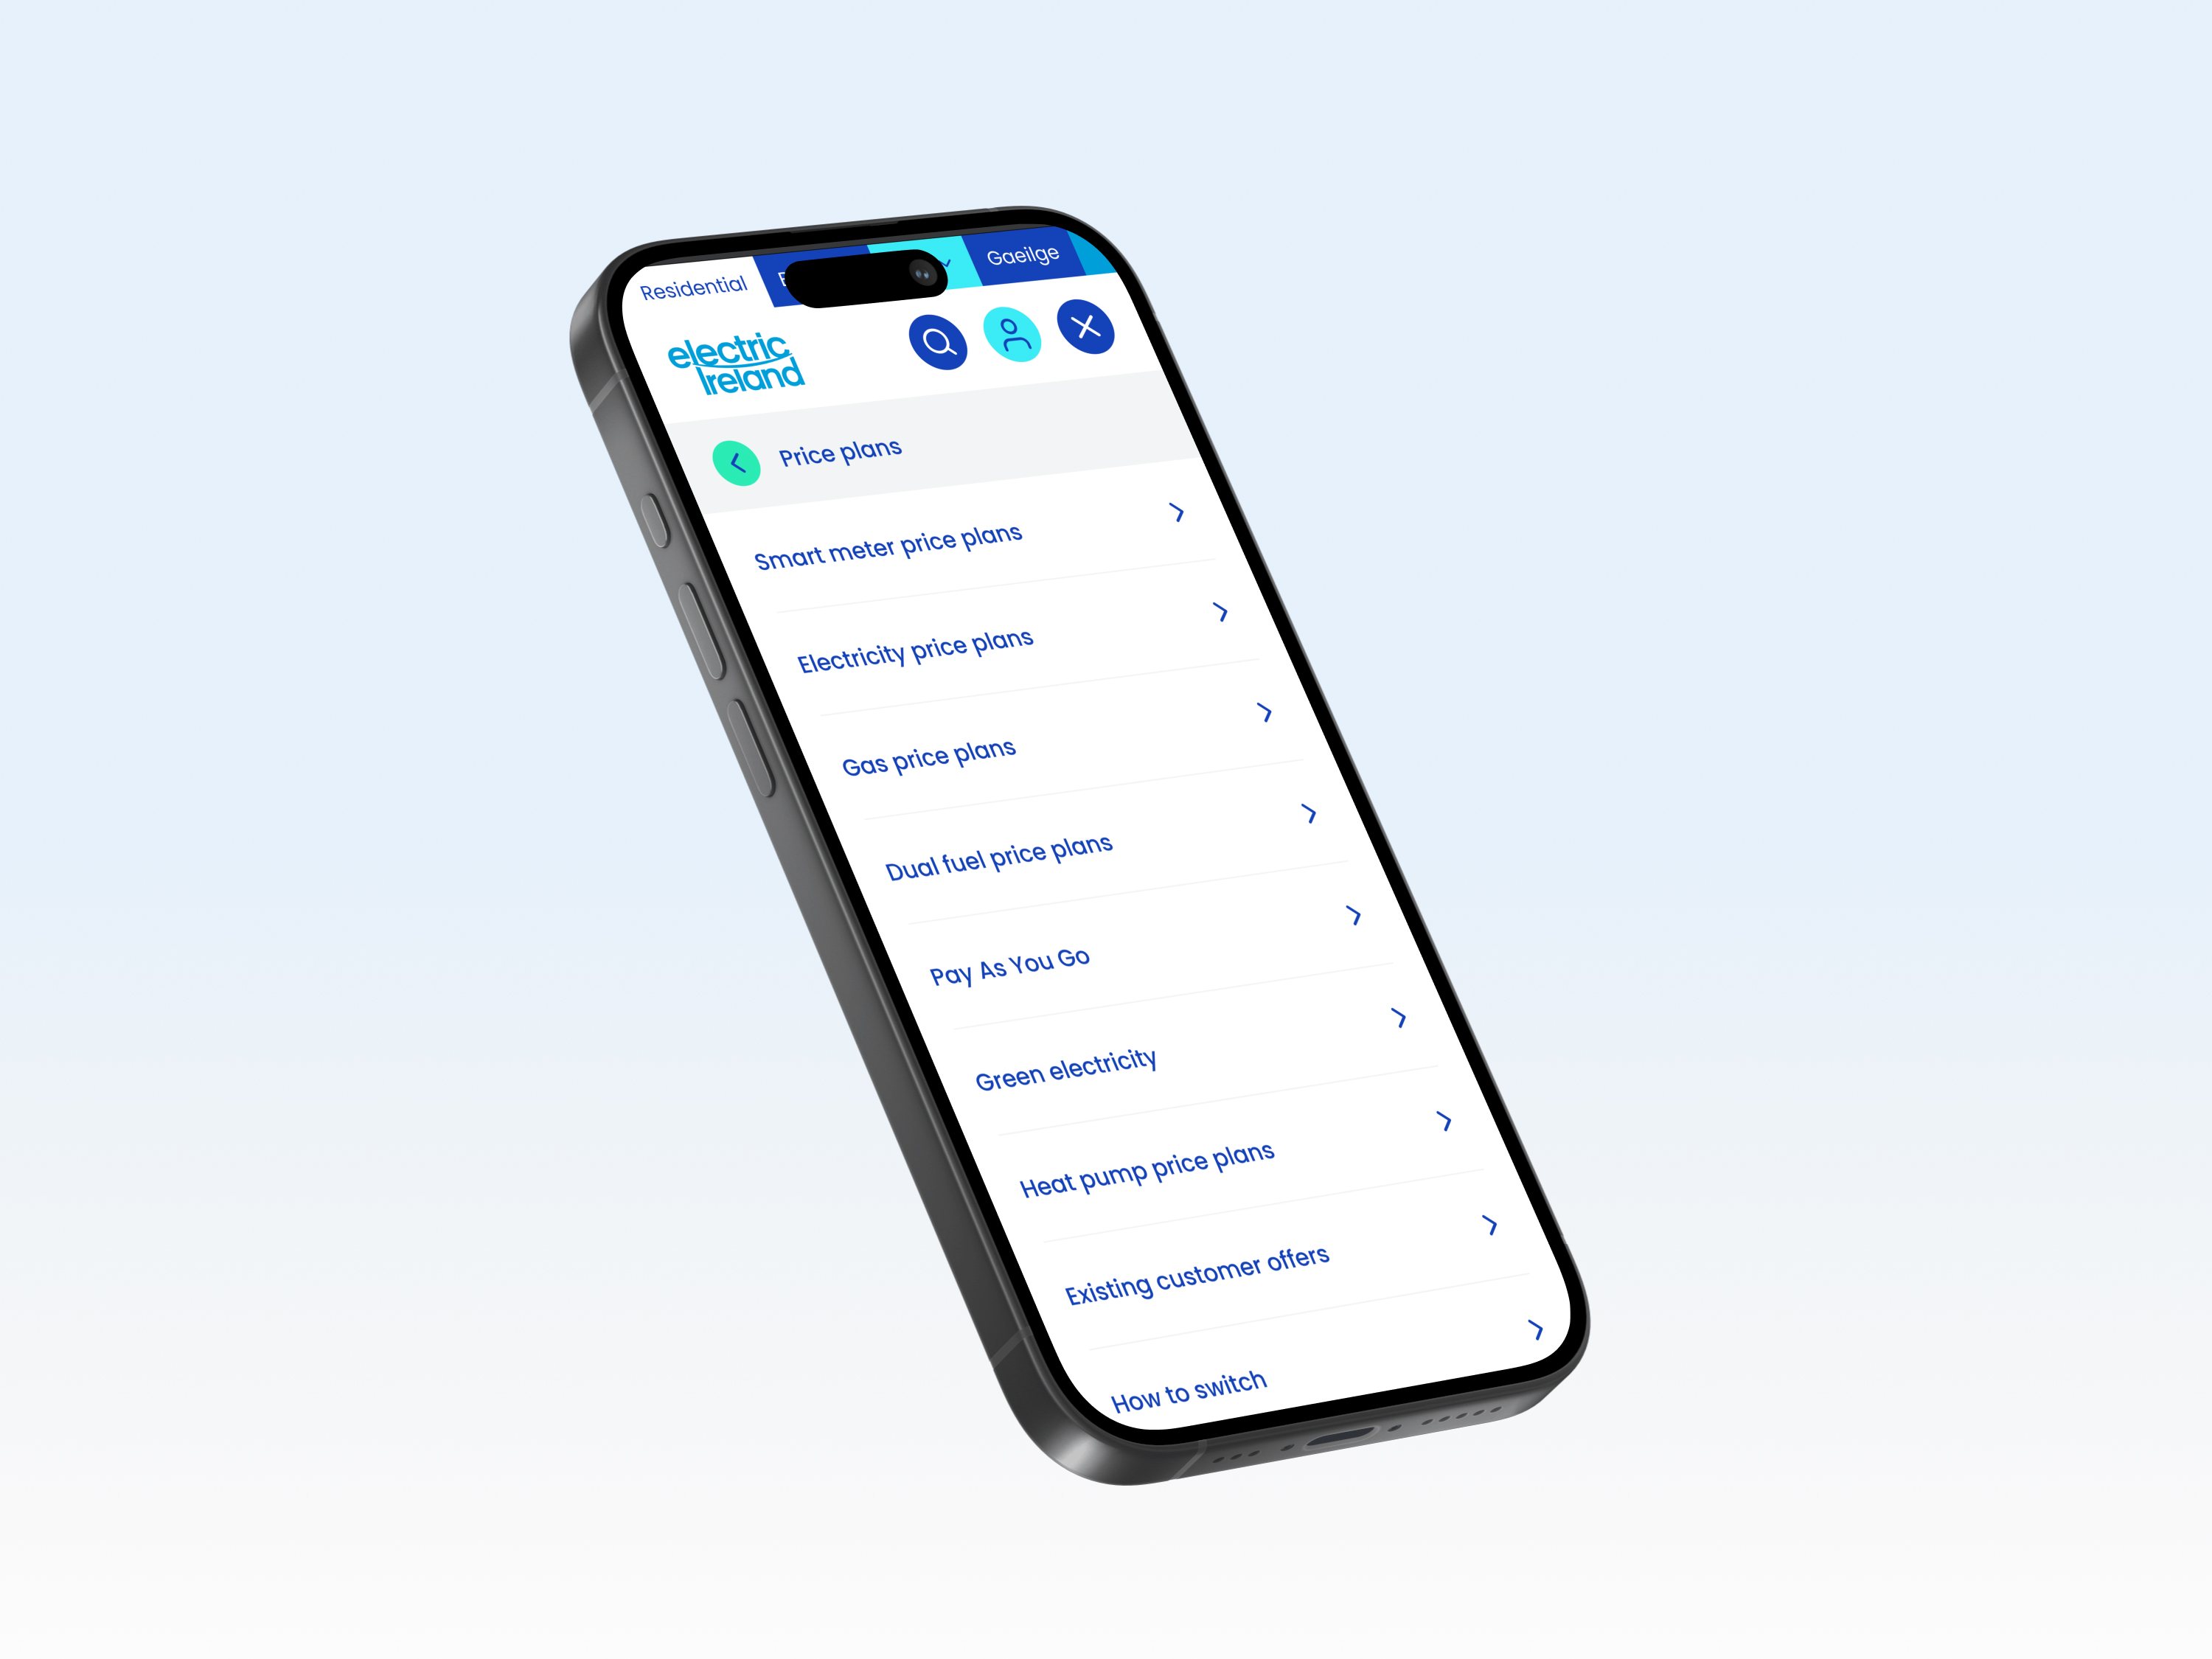 Residential
Gaeilge
electric
Ireland
Price plans
Smart meter price plans
Electricity price plans
Gas price plans
Dual fuel price plans
Pay As You Go
Green electricity
Heat pump price plans
Existing customer offers
How to switch